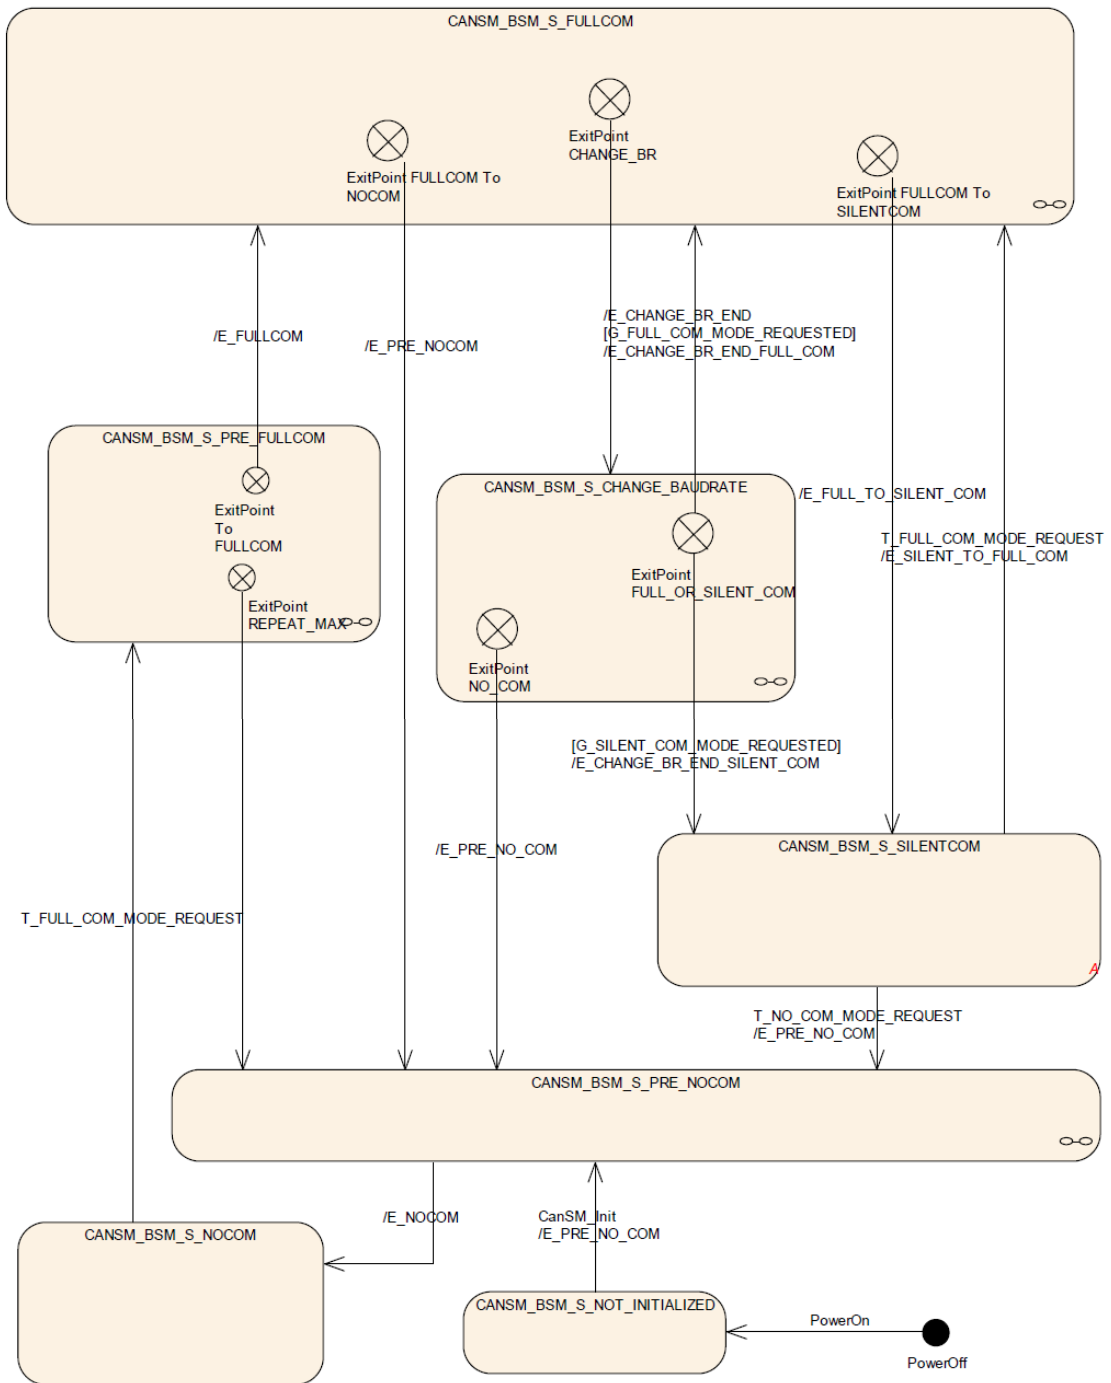 CANSM_BSM_S_FULLCOM
ExitPoint
CHANGE_BR
ExitPoint FULLCOM To
NOCOM
ExitPoint FULLCOM To
SILENTCOM
/E_FULLCOM
/E_PRE_NOCOM
/E_CHANGE_BR_END
[G_FULL_COM_MODE_REQUESTED]
/E_CHANGE_BR_END_FULL_COM
CANSM_BSM_S_PRE_FULLCOM
ExitPoint
To
FULLCOM
ExitPoint
REPEAT_MAX
CANSM_BSM_S_CHANGE_BAUDRATE
ExitPoint
FULL_OR_SILENT_COM
ExitPoint
NO_COM
/E_FULL_TO_SILENT_COM
T_FULL_COM_MODE_REQUEST
/E_SILENT_TO_FULL_COM
[G_SILENT_COM_MODE_REQUESTED]
/E_CHANGE_BR_END_SILENT_COM
/E_PRE_NO_COM
CANSM_BSM_S_SILENTCOM
A
T_FULL_COM_MODE_REQUEST
T_NO_COM_MODE_REQUEST
/E_PRE_NO_COM
CANSM_BSM_S_PRE_NOCOM
/E_NOCOM
CanSM_Init
/E_PRE_NO_COM
CANSM_BSM_S_NOCOM
CANSM_BSM_S_NOT_INITIALIZED
PowerOn
PowerOff